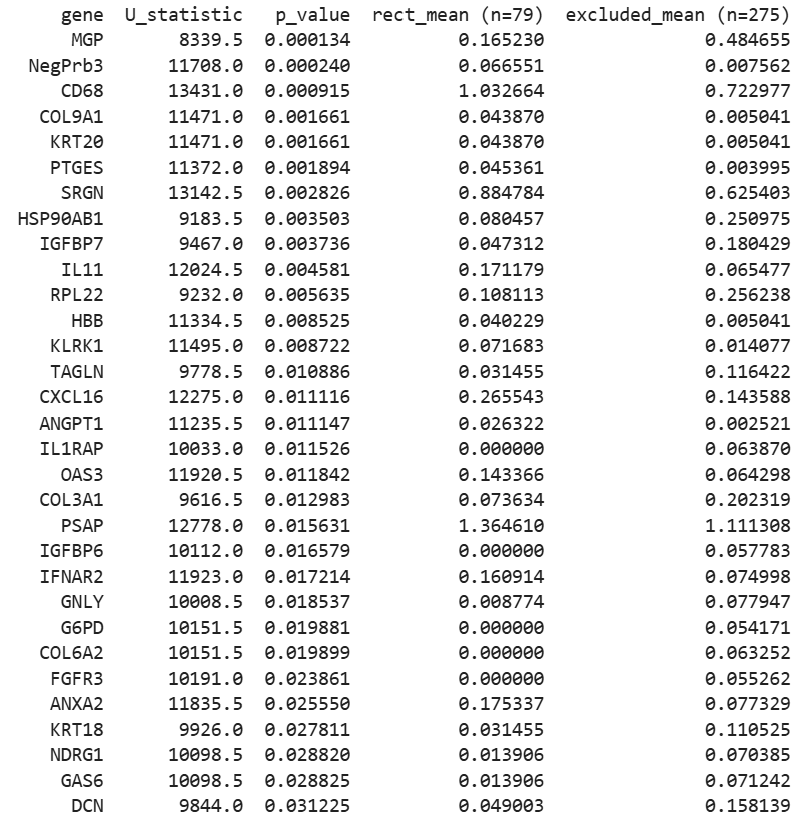 gene U_statistic p_value rect_mean (n=79) excluded_mean (n=275)
MGP 8339.5 0.000134 0.165230 0.484655
NegPrb3 11708.0 0.000240 0.066551 0.007562
CD68 13431.0 0.000915 1.032664 0.722977
COL9A1 11471.0 0.001661 0.043870 0.005041
KRT20 11471.0 0.001661 0.043870 0.005041
PTGES 11372.0 0.001894 0.045361 0.003995
SRGN 13142.5 0.002826 0.884784 0.625403
HSP90AB1 9183.5 0.003503 0.080457 0.250975
IGFBP7 9467.0 0.003736 0.047312 0.180429
IL11 12024.5 0.004581 0.171179 0.065477
RPL22 9232.0 0.005635 0.108113 0.256238
HBB 11334.5 0.008525 0.040229 0.005041
KLRK1 11495.0 0.008722 0.071683 0.014077
TAGLN 9778.5 0.010886 0.031455 0.116422
CXCL16 12275.0 0.011116 0.265543 0.143588
ANGPT1 11235.5 0.011147 0.026322 0.002521
IL1RAP 10033.0 0.011526 0.000000 0.063870
OAS3 11920.5 0.011842 0.143366 0.064298
COL3A1 9616.5 0.012983 0.073634 0.202319
PSAP 12778.0 0.015631 1.364610 1.111308
IGFBP6 10112.0 0.016579 0.000000 0.057783
IFNAR2 11923.0 0.017214 0.160914 0.074998
GNLY 10008.5 0.018537 0.008774 0.077947
G6PD 10151.5 0.019881 0.000000 0.054171
COL6A2 10151.5 0.019899 0.000000 0.063252
FGFR3 10191.0 0.023861 0.000000 0.055262
ANXA2 11835.5 0.025550 0.175337 0.077329
KRT18 9926.0 0.027811 0.031455 0.110525
NDRG1 10098.5 0.028820 0.013906 0.070385
GAS6 10098.5 0.028825 0.013906 0.071242
DCN 9844.0 0.031225 0.049003 0.158139